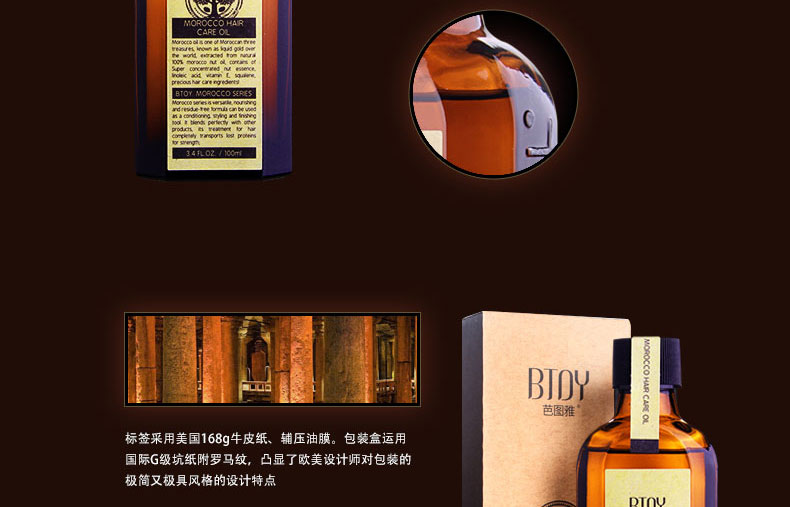 MOROCCO HAIR
CARE OIL
Morocco oil is one of Moroccan three
treasures, known as liquid gold over
the world, extracted from natural
100% morocco nut oil, contains of
Super concentrated nut essence,
linoleic acid, vitamin E, squalene,
precious hair care ingredients!
BTOY. MOROCCO SERIES
Morocco series is versatile, nourishing
and residue-free formula can be used
as a conditioning, styling and finishing
tool. It blends perfectly with other
products, its treatment for hair
completely transports lost proteins
for strength;
3.4 FL.OZ. / 100ml
BTOY
芭图雅
MOROCCO HAIR CARE OIL
BTOY
标签采用美国168g牛皮纸、辅压油膜。包装盒运用
国际G级坑纸附罗马纹，凸显了欧美设计师对包装的
极简又极具风格的设计特点